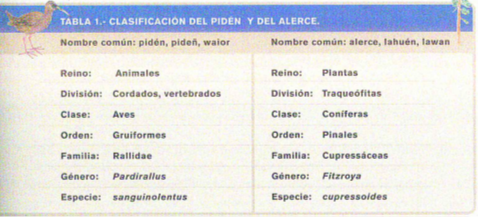 TABLA 1.- CLASIFICACIÓN DEL PIDÉN Y DEL ALERCE.
Nombre común: pidén, pideñ, waior
Reino: Animales
División: Cordados, vertebrados
Clase: Aves
Orden: Gruiformes
Familia: Rallidae
Género: Pardirallus
Especie: sanguinolentus
Nombre común: alerce, lahuén, lawan
Reino: Plantas
División: Traqueófitas
Clase: Coníferas
Orden: Pinales
Familia: Cupressáceas
Género: Fitzroya
Especie: cupressoides